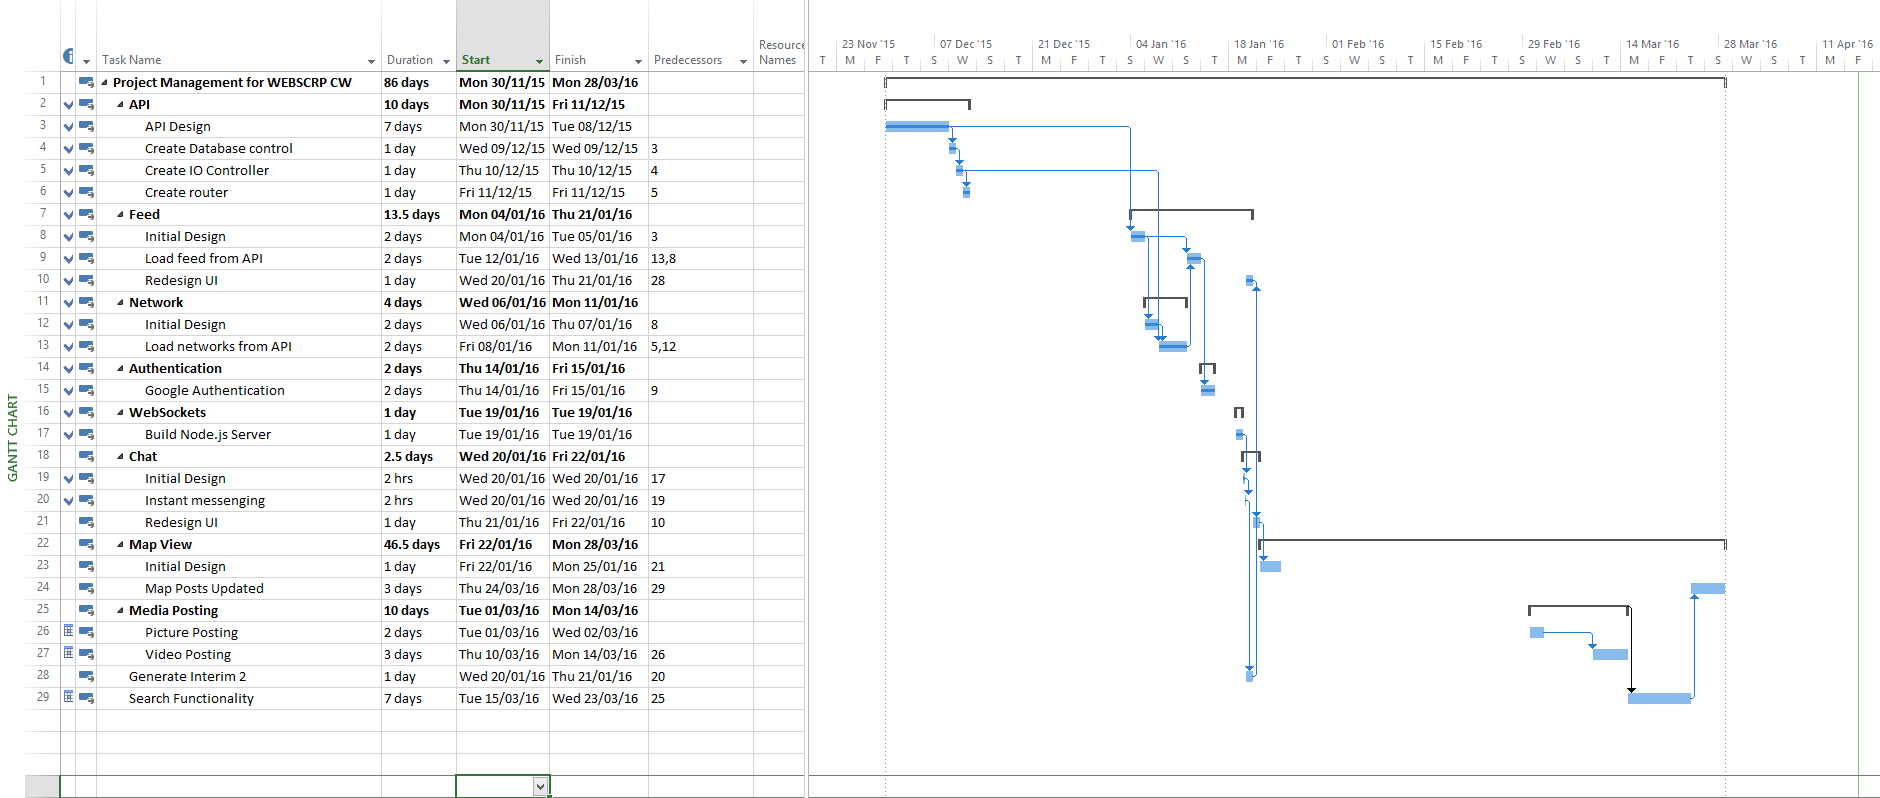 Resource
23 Nov '15 07 Dec '15 21 Dec '15 04 Jan '16 18 Jan '16 01 Feb '16 15 Feb '16 29 Feb '16 14 Mar '16 28 Mar '16 11 Apr '16
Task Name Duration Start Finish Predecessors Names
T M F T S W S T M F T S W S T M F T S W S T M F
1 Project Management for WEBSCRP CW 86 days Mon 30/11/15 Mon 28/03/16
2 API 10 days Mon 30/11/15 Fri 11/12/15
3 API Design 7 days Mon 30/11/15 Tue 08/12/15
4 Create Database control 1 day Wed 09/12/15 Wed 09/12/15 3
5 Create IO Controller 1 day Thu 10/12/15 Thu 10/12/15 4
6 Create router 1 day Fri 11/12/15 Fri 11/12/15 5
7 Feed 13.5 days Mon 04/01/16 Thu 21/01/16
8 Initial Design 2 days Mon 04/01/16 Tue 05/01/16 3
9 Load feed from API 2 days Tue 12/01/16 Wed 13/01/16 13,8
10 Redesign UI 1 day Wed 20/01/16 Thu 21/01/16 28
11 Network 4 days Wed 06/01/16 Mon 11/01/16
12 Initial Design 2 days Wed 06/01/16 Thu 07/01/16 8
13 Load networks from API 2 days Fri 08/01/16 Mon 11/01/16 5,12
14 Authentication 2 days Thu 14/01/16 Fri 15/01/16
15 Google Authentication 2 days Thu 14/01/16 Fri 15/01/16 9
16 WebSockets 1 day Tue 19/01/16 Tue 19/01/16
17 Build Node.js Server 1 day Tue 19/01/16 Tue 19/01/16
18 Chat 2.5 days Wed 20/01/16 Fri 22/01/16
19 Initial Design 2 hrs Wed 20/01/16 Wed 20/01/16 17
20 Instant messenging 2 hrs Wed 20/01/16 Wed 20/01/16 19
21 Redesign UI 1 day Thu 21/01/16 Fri 22/01/16 10
22 Map View 46.5 days Fri 22/01/16 Mon 28/03/16
23 Initial Design 1 day Fri 22/01/16 Mon 25/01/16 21
24 Map Posts Updated 3 days Thu 24/03/16 Mon 28/03/16 29
25 Media Posting 10 days Tue 01/03/16 Mon 14/03/16
26 Picture Posting 2 days Tue 01/03/16 Wed 02/03/16
27 Video Posting 3 days Thu 10/03/16 Mon 14/03/16 26
28 Generate Interim 2 1 day Wed 20/01/16 Thu 21/01/16 20
29 Search Functionality 7 days Tue 15/03/16 Wed 23/03/16 25
GANTT CHART